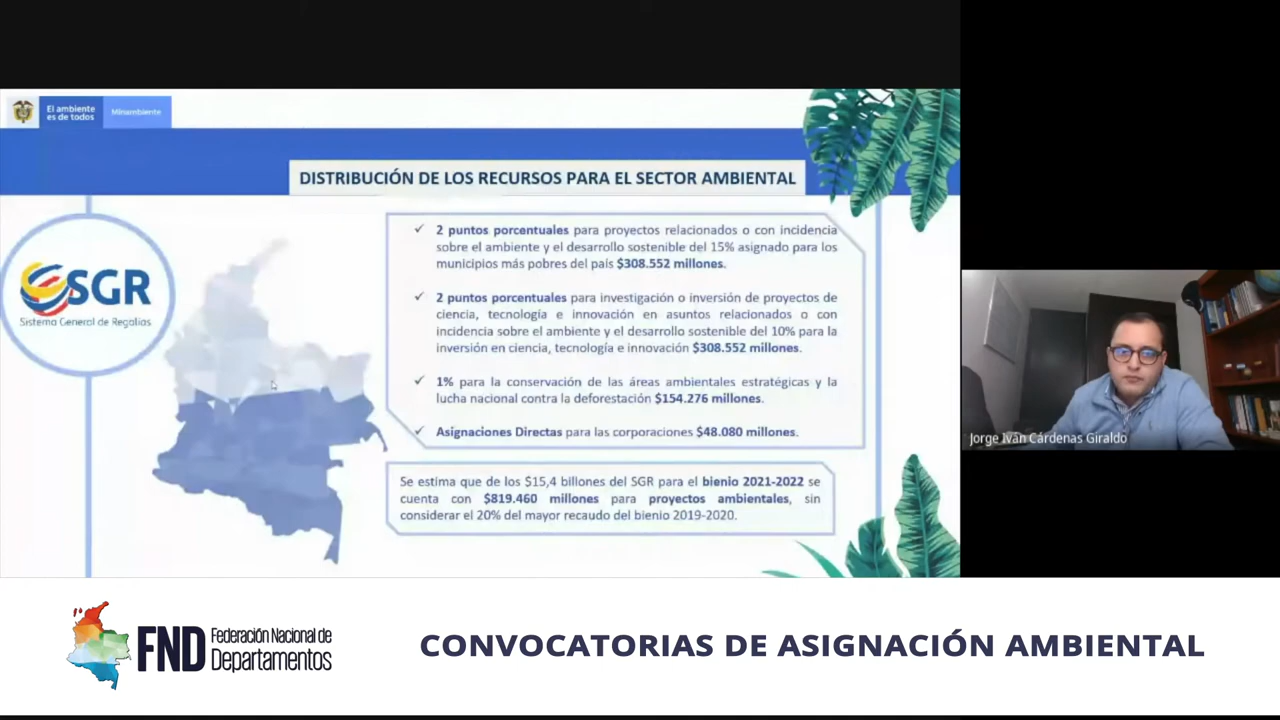 El ambiente
es de todos
Minambiente
DISTRIBUCIÓN DE LOS RECURSOS PARA EL SECTOR AMBIENTAL
SGR
Sistema General de Regalías
✓ 2 puntos porcentuales para proyectos relacionados o con incidencia
sobre el ambiente y el desarrollo sostenible del 15% asignado para los
municipios más pobres del país $308.552 millones.
✓ 2 puntos porcentuales para investigación o inversión de proyectos de
ciencia, tecnología e innovación en asuntos relacionados o con
incidencia sobre el ambiente y el desarrollo sostenible del 10% para la
inversión en ciencia, tecnología e innovación $308.552 millones.
✓ 1% para la conservación de las áreas ambientales estratégicas y la
lucha nacional contra la deforestación $154.276 millones.
✓ Asignaciones Directas para las corporaciones $48.080 millones.
Se estima que de los $15,4 billones del SGR para el bienio 2021-2022 se
cuenta con $819.460 millones para proyectos ambientales, sin
considerar el 20% del mayor recaudo del bienio 2019-2020.
Jorge Iván Cárdenas Giraldo
FND Federación Nacional de
Departamentos
CONVOCATORIAS DE ASIGNACIÓN AMBIENTAL